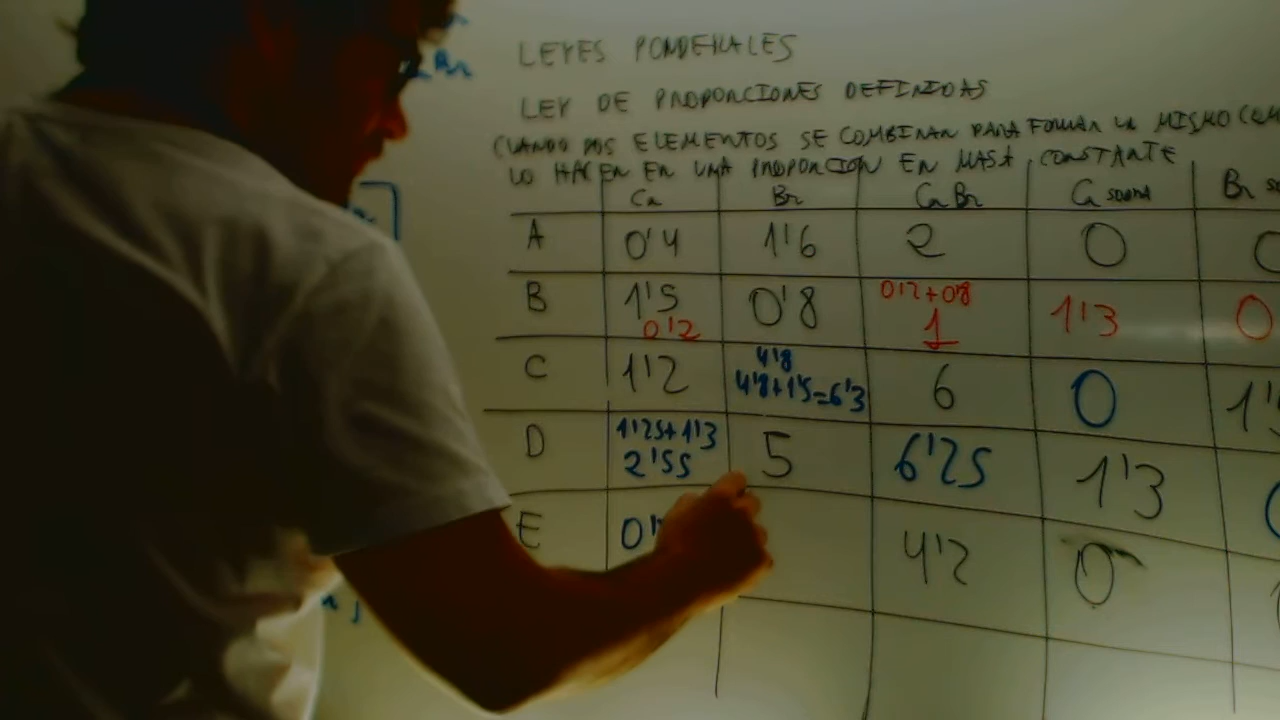 LEYES PONDERALES
LEY DE PROPORCIONES DEFINIDAS
CUANDO DOS ELEMENTOS SE COMBINAN PARA FORMAR UN MISMO COM
LO HACEN EN UNA PROPORCION EN MASA CONSTANTE
Ca Br CaBr Ca SOBRA Br SO
A 0'4 1'6 2 0 0
B 1'5 0'8 0'2+0'8 1'3 0
0'2 1
C 1'2 4'8 6 0 1'5
4'8+1'5=6'3
D 1'25+1'3 5 6'25 1'3
2'55
E 0' 4'2 0